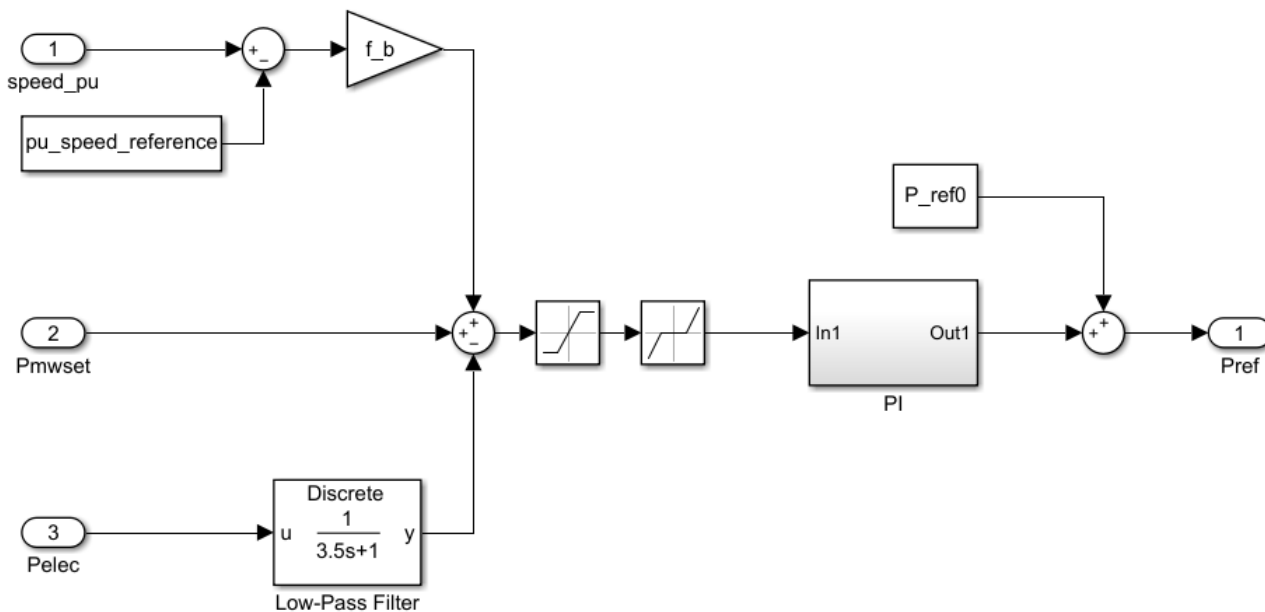 1
speed_pu
+
−
f_b
pu_speed_reference
P_ref0
2
Pmwset
+
+
−
In1
Out1
PI
+
+
1
Pref
3
Pelec
Discrete
u
1
3.5s+1
y
Low-Pass Filter